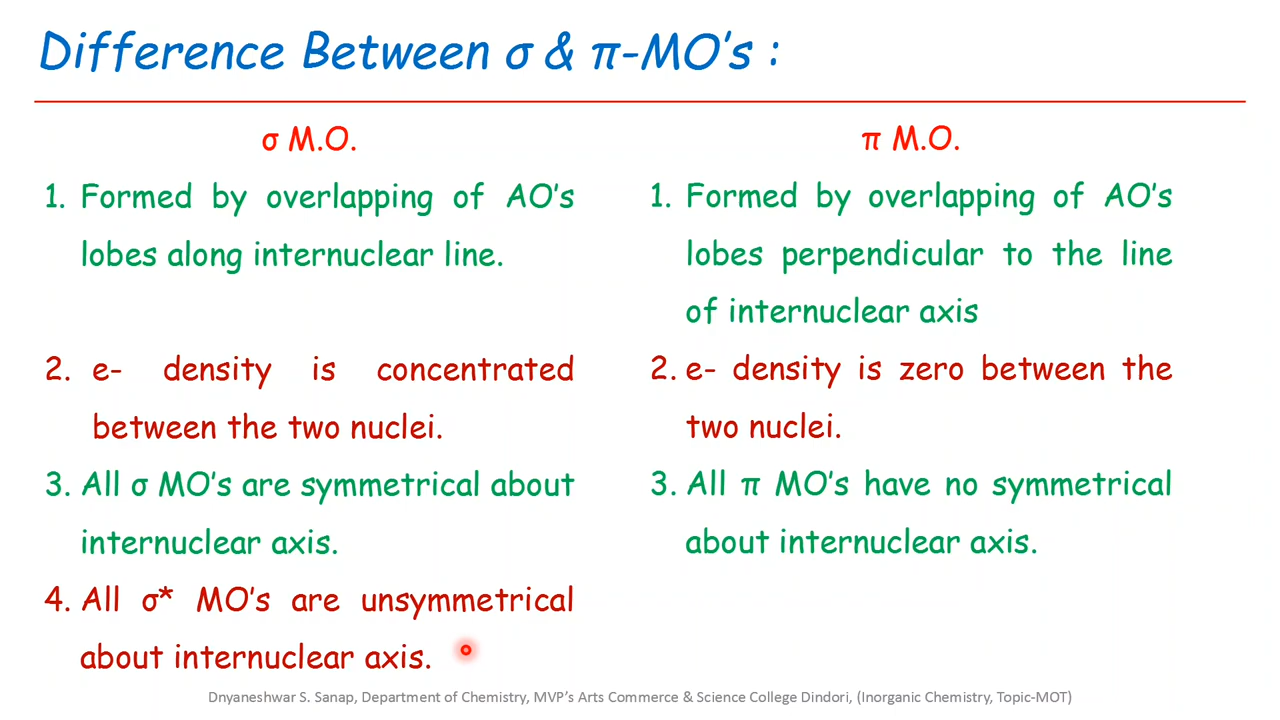 Difference Between σ & π-MO's :
σ M.O.
1. Formed by overlapping of AO's
lobes along internuclear line.
2. e- density is concentrated
between the two nuclei.
3. All σ MO's are symmetrical about
internuclear axis.
4. All σ* MO's are unsymmetrical
about internuclear axis.
π M.O.
1. Formed by overlapping of AO's
lobes perpendicular to the line
of internuclear axis
2. e- density is zero between the
two nuclei.
3. All π MO's have no symmetrical
about internuclear axis.
Dnyaneshwar S. Sanap, Department of Chemistry, MVP's Arts Commerce & Science College Dindori, (Inorganic Chemistry, Topic-MOT)